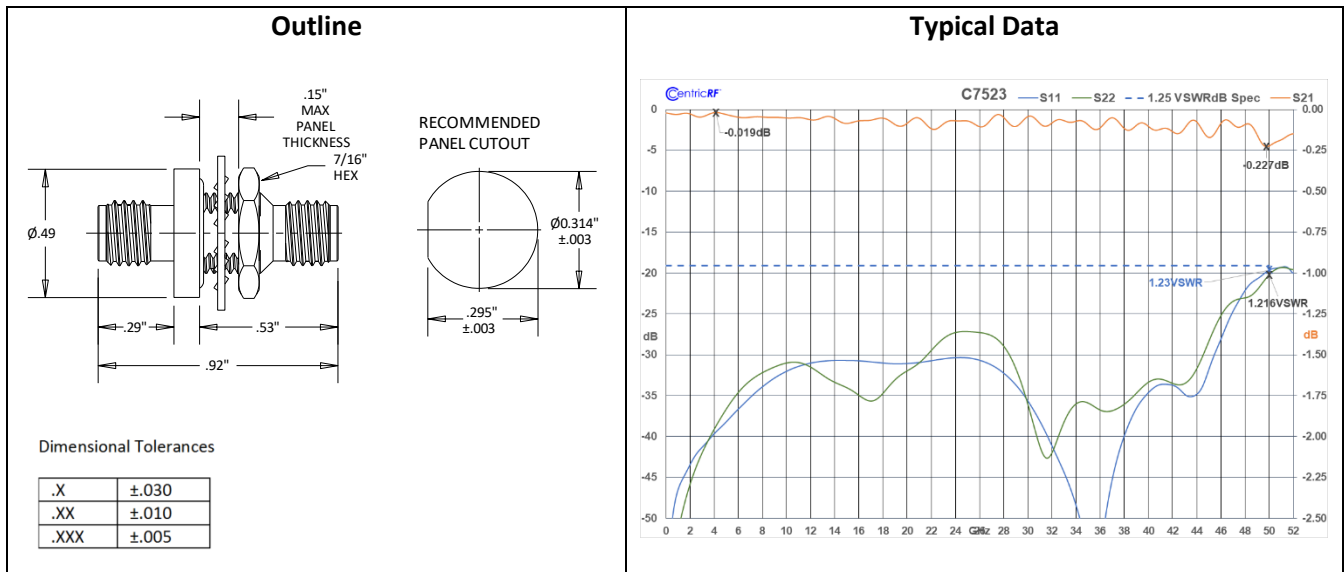 Outline
.15"
MAX
PANEL
THICKNESS
7/16"
HEX
Ø.49
.29"
.53"
.92"
RECOMMENDED
PANEL CUTOUT
Ø0.314"
±.003
.295"
±.003
Dimensional Tolerances
.X ±.030
.XX ±.010
.XXX ±.005
Typical Data
CentricRF
C7523 S11 S22 1.25 VSWRdB Spec S21
0 0.00
-0.019dB
-5 -0.25
-0.227dB
-10 -0.50
-15 -0.75
-20 -1.00
1.23VSWR
1.216VSWR
-25 -1.25
dB dB
-30 -1.50
-35 -1.75
-40 -2.00
-45 -2.25
-50 -2.50
0 2 4 6 8 10 12 14 16 18 20 22 24 28 30 32 34 36 38 40 42 44 46 48 50 52